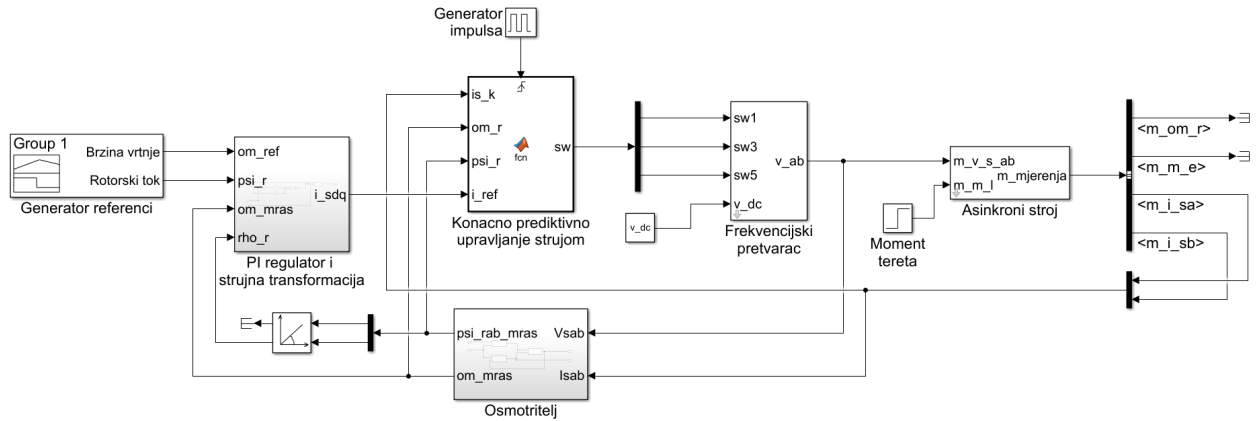 Generator
impulsa
Group 1
Brzina vrtnje
Rotorski tok
Generator referenci
om_ref
psi_r
om_mras
rho_r
i_sdq
PI regulator i
strujna transformacija
is_k
om_r
psi_r
i_ref
fcn
sw
Konacno prediktivno
upravljanje strujom
sw1
sw3
sw5
v_dc
v_ab
v_dc
Frekvencijski
pretvarac
m_v_s_ab
m_m_l
m_mjerenja
Asinkroni stroj
Moment
tereta
<m_om_r>
<m_m_e>
<m_i_sa>
<m_i_sb>
psi_rab_mras
om_mras
Vsab
Isab
Osmotritelj